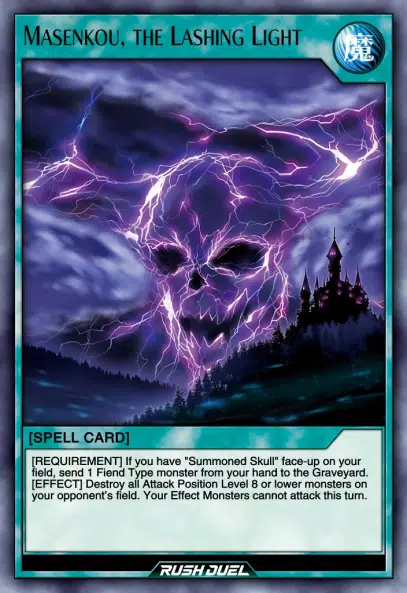 MASENKOU, THE LASHING LIGHT
魔
[SPELL CARD]
[REQUIREMENT] If you have "Summoned Skull" face-up on your
field, send 1 Fiend Type monster from your hand to the Graveyard.
[EFFECT] Destroy all Attack Position Level 8 or lower monsters on
your opponent's field. Your Effect Monsters cannot attack this turn.
RUSH DUEL